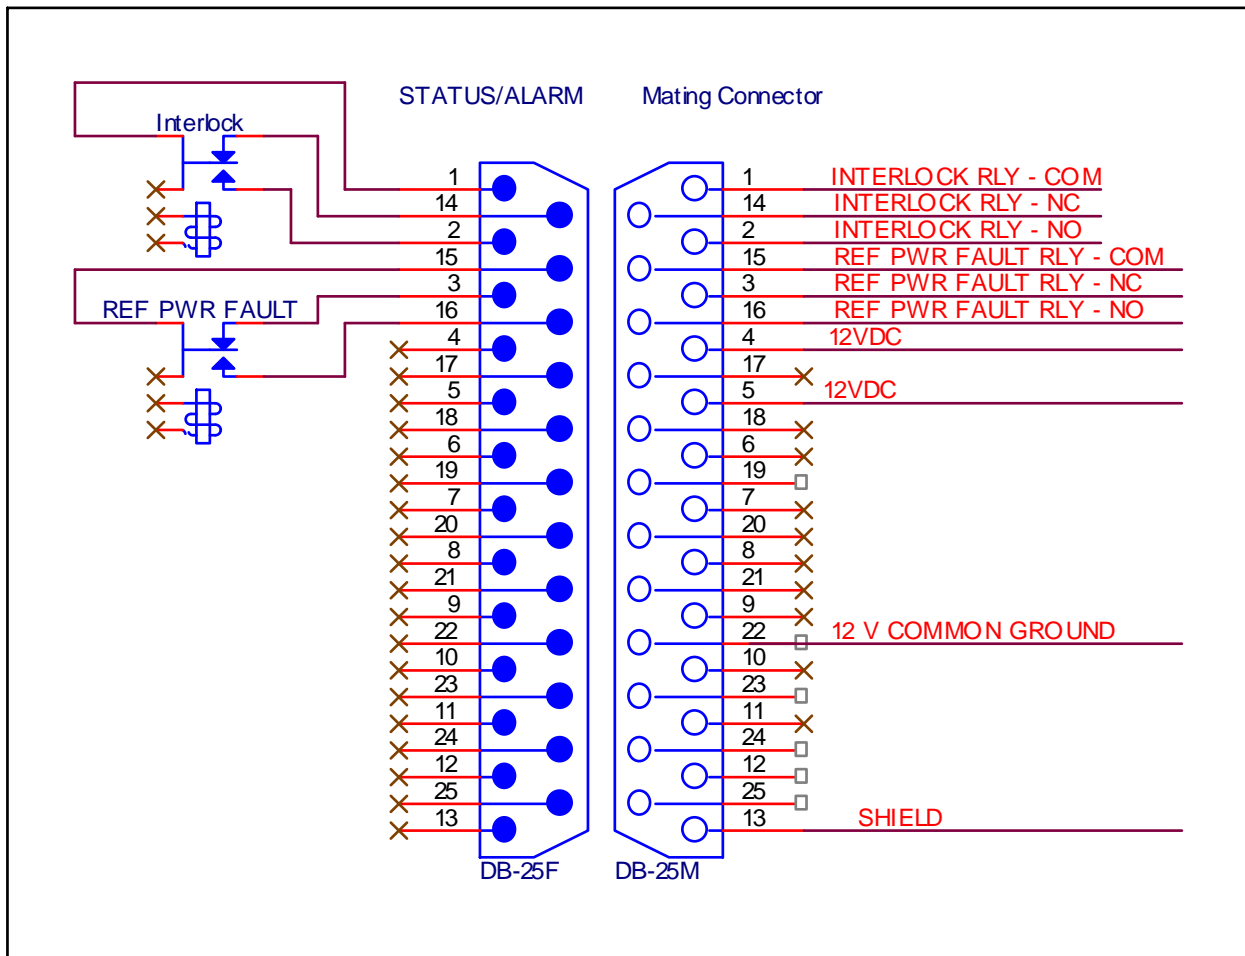 STATUS/ALARM Mating Connector
Interlock
1 1 INTERLOCK RLY - COM
14 14 INTERLOCK RLY - NC
2 2 INTERLOCK RLY - NO
15 15 REF PWR FAULT RLY - COM
3 3 REF PWR FAULT RLY - NC
REF PWR FAULT 16 16 REF PWR FAULT RLY - NO
4 4 12VDC
17 17
5 5 12VDC
18 18
6 6
19 19
7 7
20 20
8 8
21 21
9 9
22 22 12 V COMMON GROUND
10 10
23 23
11 11
24 24
12 12
25 25
13 13 SHIELD
DB-25F DB-25M